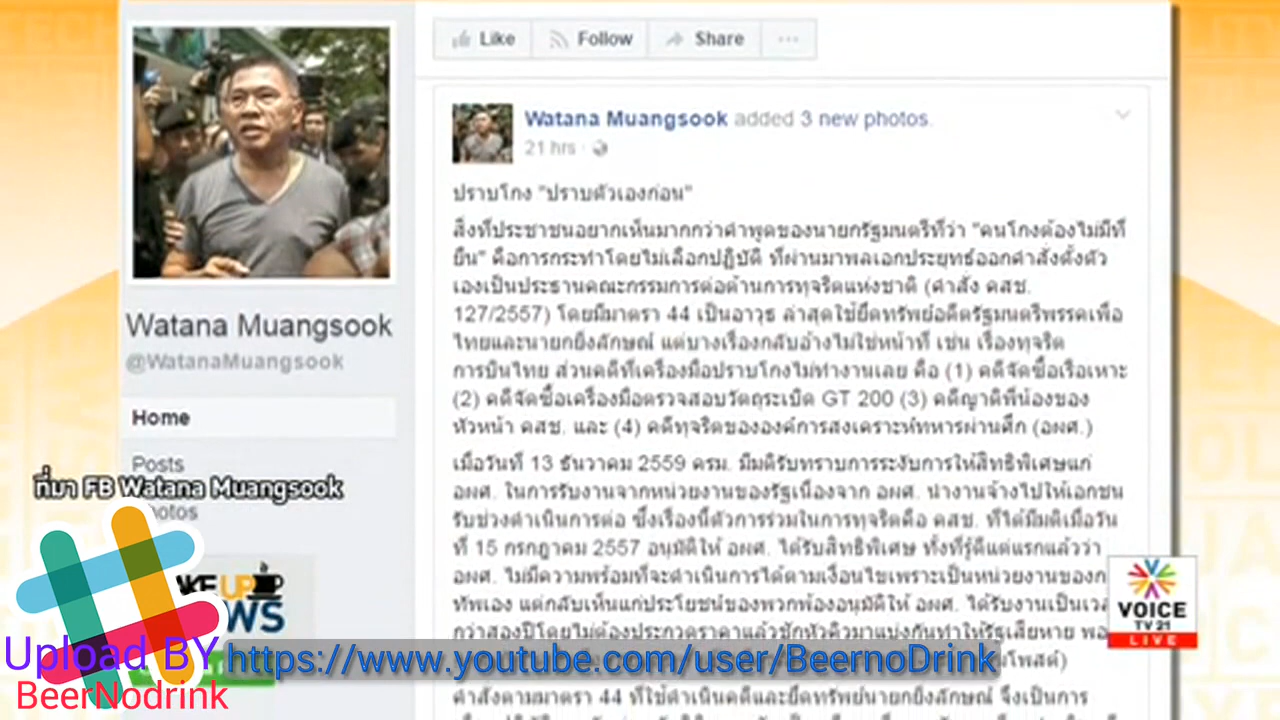 Like
Follow
Share
Watana Muangsook added 3 new photos.
21 hrs
ปราบโกง "ปราบตัวเองก่อน"
สิ่งที่ประชาชนอยากเห็นมากกว่าคำพูดของนายกรัฐมนตรีที่ว่า "คนโกงต้องไม่มีที่
ยืน" คือการกระทำโดยไม่เลือกปฏิบัติ ที่ผ่านมาพลเอกประยุทธ์ออกคำสั่งตั้งตัว
เองเป็นประธานคณะกรรมการต่อต้านการทุจริตแห่งชาติ (คำสั่ง คสช.
127/2557) โดยมีมาตรา 44 เป็นอาวุธ ล่าสุดใช้ยึดทรัพย์อดีตรัฐมนตรีพรรคเพื่อ
ไทยและนายกยิ่งลักษณ์ แต่บางเรื่องกลับอ้างไม่ใช่หน้าที่ เช่น เรื่องทุจริต
การบินไทย ส่วนคดีที่เครื่องมือปราบโกงไม่ทำงานเลย คือ (1) คดีจัดซื้อเรือเหาะ
(2) คดีจัดซื้อเครื่องมือตรวจสอบวัตถุระเบิด GT 200 (3) คดีญาติพี่น้องของ
หัวหน้า คสช. และ (4) คดีทุจริตขององค์การสงเคราะห์ทหารผ่านศึก (อผศ.)
เมื่อวันที่ 13 ธันวาคม 2559 ครม. มีมติรับทราบการระงับการให้สิทธิพิเศษแก่
อผศ. ในการรับงานจากหน่วยงานของรัฐเนื่องจาก อผศ. นำงานจ้างไปให้เอกชน
รับช่วงดำเนินการต่อ ซึ่งเรื่องนี้ตัวการร่วมในการทุจริตคือ คสช. ที่ได้มีมติเมื่อวัน
ที่ 15 กรกฎาคม 2557 อนุมัติให้ อผศ. ได้รับสิทธิพิเศษ ทั้งที่รู้ดีแต่แรกแล้วว่า
อผศ. ไม่มีความพร้อมที่จะดำเนินการได้ตามเงื่อนไขเพราะเป็นหน่วยงานของก
ทัพเอง แต่กลับเห็นแก่ประโยชน์ของพวกพ้องอนุมัติให้ อผศ. ได้รับงานเป็นเวล
กว่าสองปีโดยไม่ต้องประกวดราคาแล้วชักหัวคิวมาแบ่งกันทำให้รัฐเสียหาย พอ
โพสต์)
คำสั่งตามมาตรา 44 ที่ใช้ดำเนินคดีและยึดทรัพย์นายกยิ่งลักษณ์ จึงเป็นการ
Watana Muangsook
@WatanaMuangsook
Home
Posts
ที่มา FB Watana Muangsook
hotos
KE UP
WS
VOICE
TV 21
LIVE
Upload BY https://www.youtube.com/user/BeernoDrink
BeerNodrink